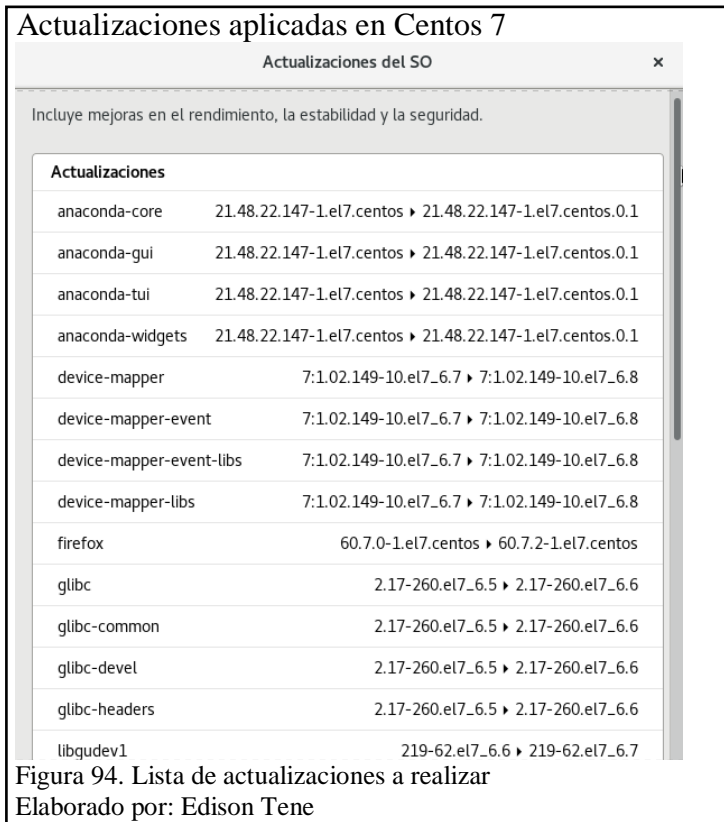 Actualizaciones aplicadas en Centos 7
Actualizaciones del SO ×
Incluye mejoras en el rendimiento, la estabilidad y la seguridad.
Actualizaciones
anaconda-core 21.48.22.147-1.el7.centos ▸ 21.48.22.147-1.el7.centos.0.1
anaconda-gui 21.48.22.147-1.el7.centos ▸ 21.48.22.147-1.el7.centos.0.1
anaconda-tui 21.48.22.147-1.el7.centos ▸ 21.48.22.147-1.el7.centos.0.1
anaconda-widgets 21.48.22.147-1.el7.centos ▸ 21.48.22.147-1.el7.centos.0.1
device-mapper 7:1.02.149-10.el7_6.7 ▸ 7:1.02.149-10.el7_6.8
device-mapper-event 7:1.02.149-10.el7_6.7 ▸ 7:1.02.149-10.el7_6.8
device-mapper-event-libs 7:1.02.149-10.el7_6.7 ▸ 7:1.02.149-10.el7_6.8
device-mapper-libs 7:1.02.149-10.el7_6.7 ▸ 7:1.02.149-10.el7_6.8
firefox 60.7.0-1.el7.centos ▸ 60.7.2-1.el7.centos
glibc 2.17-260.el7_6.5 ▸ 2.17-260.el7_6.6
glibc-common 2.17-260.el7_6.5 ▸ 2.17-260.el7_6.6
glibc-devel 2.17-260.el7_6.5 ▸ 2.17-260.el7_6.6
glibc-headers 2.17-260.el7_6.5 ▸ 2.17-260.el7_6.6
libgudev1 219-62.el7_6.6 ▸ 219-62.el7_6.7
Figura 94. Lista de actualizaciones a realizar
Elaborado por: Edison Tene